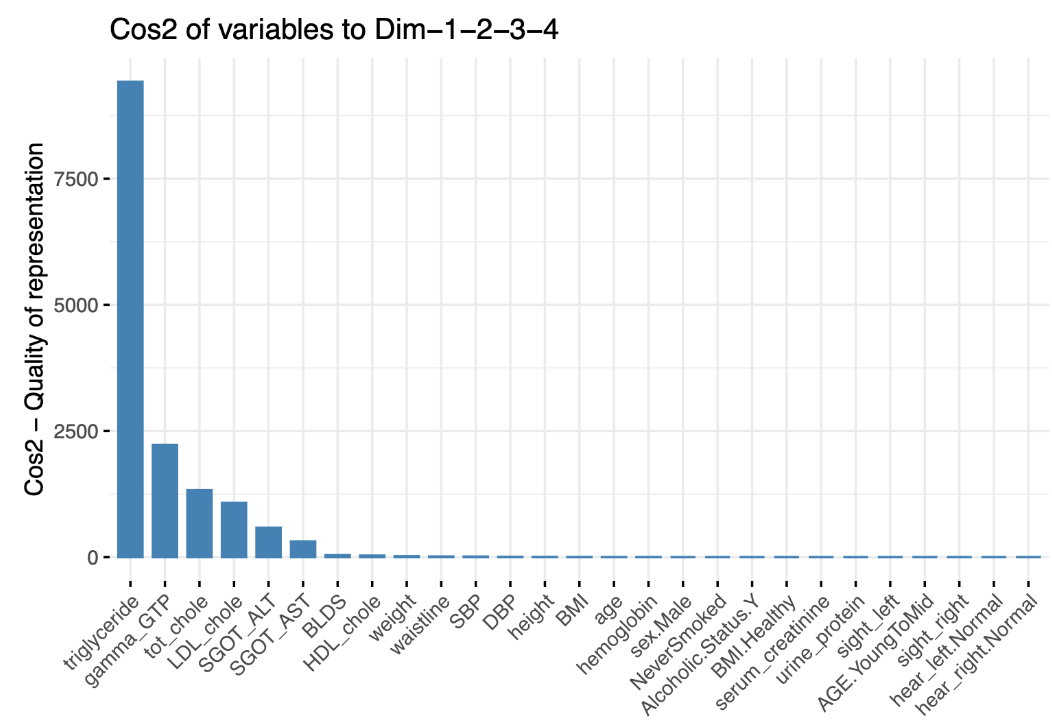 Cos2 of variables to Dim−1−2−3−4
Cos2 − Quality of representation
7500
5000
2500
0
triglyceride
gamma_GTP
tot_chole
LDL_chole
SGOT_ALT
SGOT_AST
BLDS
HDL_chole
weight
waistline
SBP
DBP
height
BMI
age
hemoglobin
sex.Male
NeverSmoked
Alcoholic.Status.Y
BMI.Healthy
serum_creatinine
urine_protein
sight_left
AGE.YoungToMid
sight_right
hear_left.Normal
hear_right.Normal